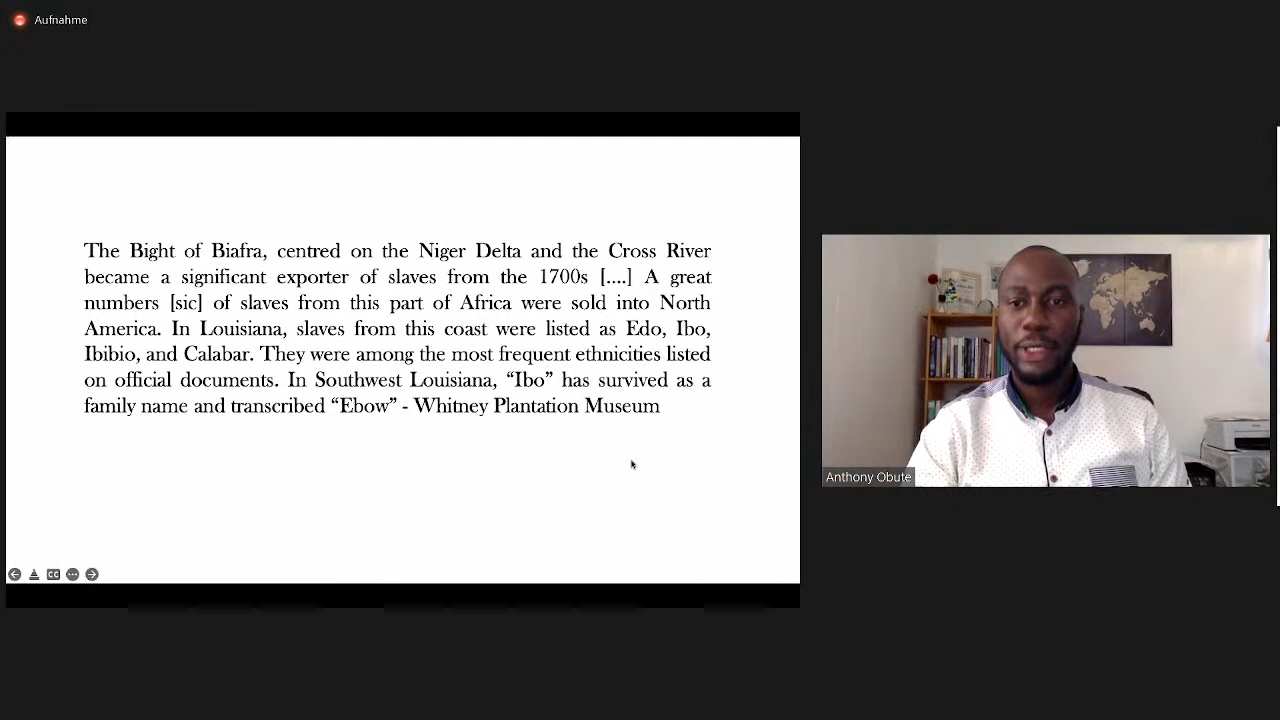 Aufnahme
The Bight of Biafra, centred on the Niger Delta and the Cross River
became a significant exporter of slaves from the 1700s [....] A great
numbers [sic] of slaves from this part of Africa were sold into North
America. In Louisiana, slaves from this coast were listed as Edo, Ibo,
Ibibio, and Calabar. They were among the most frequent ethnicities listed
on official documents. In Southwest Louisiana, “Ibo” has survived as a
family name and transcribed “Ebow” - Whitney Plantation Museum
CC
Anthony Obute